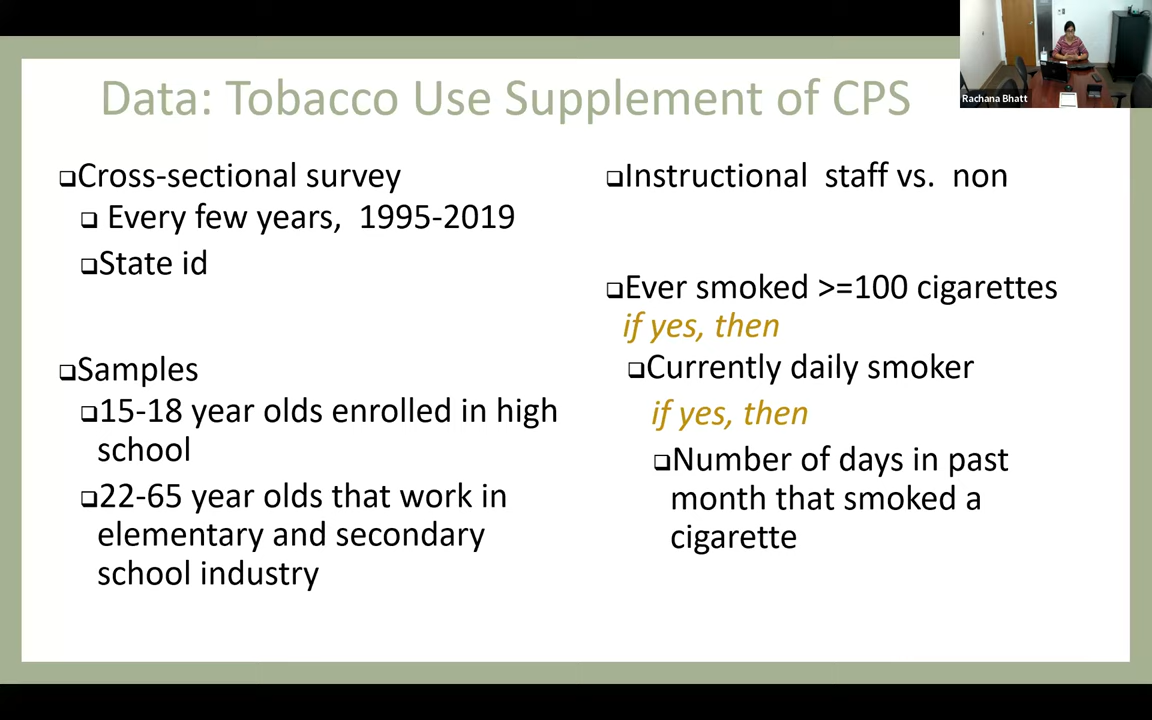 Data: Tobacco Use Supplement of CPS
Rachana Bhatt
❑Cross-sectional survey
❑ Every few years, 1995-2019
❑State id
❑Samples
❑15-18 year olds enrolled in high
school
❑22-65 year olds that work in
elementary and secondary
school industry
❑Instructional staff vs. non
❑Ever smoked >=100 cigarettes
if yes, then
❑Currently daily smoker
if yes, then
❑Number of days in past
month that smoked a
cigarette